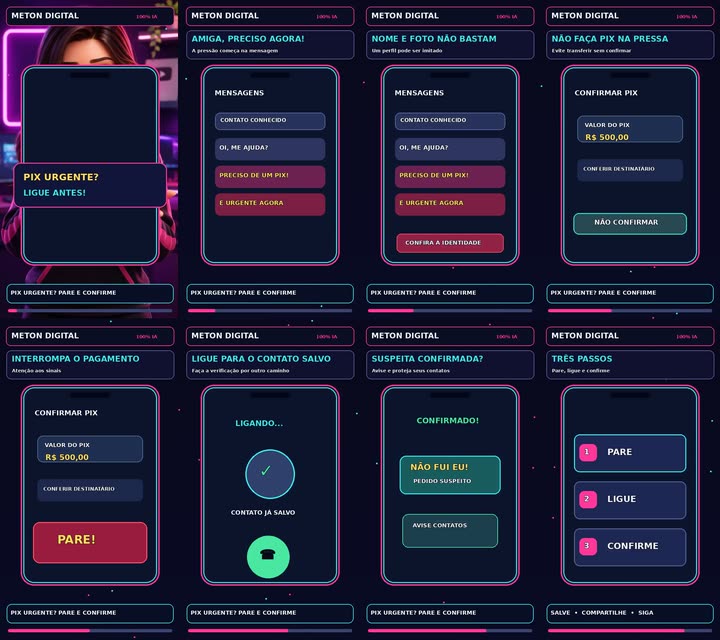 METON DIGITAL 100% IA
PIX URGENTE?
LIGUE ANTES!
PIX URGENTE? PARE E CONFIRME
METON DIGITAL 100% IA
AMIGA, PRECISO AGORA!
A pressão começa na mensagem
MENSAGENS
CONTATO CONHECIDO
OI, ME AJUDA?
PRECISO DE UM PIX!
E URGENTE AGORA
PIX URGENTE? PARE E CONFIRME
METON DIGITAL 100% IA
NOME E FOTO NÃO BASTAM
Um perfil pode ser imitado
MENSAGENS
CONTATO CONHECIDO
OI, ME AJUDA?
PRECISO DE UM PIX!
E URGENTE AGORA
CONFIRA A IDENTIDADE
PIX URGENTE? PARE E CONFIRME
METON DIGITAL 100% IA
NÃO FAÇA PIX NA PRESSA
Evite transferir sem confirmar
CONFIRMAR PIX
VALOR DO PIX
R$ 500,00
CONFERIR DESTINATÁRIO
NÃO CONFIRMAR
PIX URGENTE? PARE E CONFIRME
METON DIGITAL 100% IA
INTERROMPA O PAGAMENTO
Atenção aos sinais
CONFIRMAR PIX
VALOR DO PIX
R$ 500,00
CONFERIR DESTINATÁRIO
PARE!
PIX URGENTE? PARE E CONFIRME
METON DIGITAL 100% IA
LIGUE PARA O CONTATO SALVO
Faça a verificação por outro caminho
LIGANDO...
CONTATO JA SALVO
PIX URGENTE? PARE E CONFIRME
METON DIGITAL 100% IA
SUSPEITA CONFIRMADA?
Avise e proteja seus contatos
CONFIRMADO!
NÃO FUI EU!
PEDIDO SUSPEITO
AVISE CONTATOS
PIX URGENTE? PARE E CONFIRME
METON DIGITAL 100% IA
TRÊS PASSOS
Pare, ligue e confirme
1 PARE
2 LIGUE
3 CONFIRME
SALVE • COMPARTILHE • SIGA